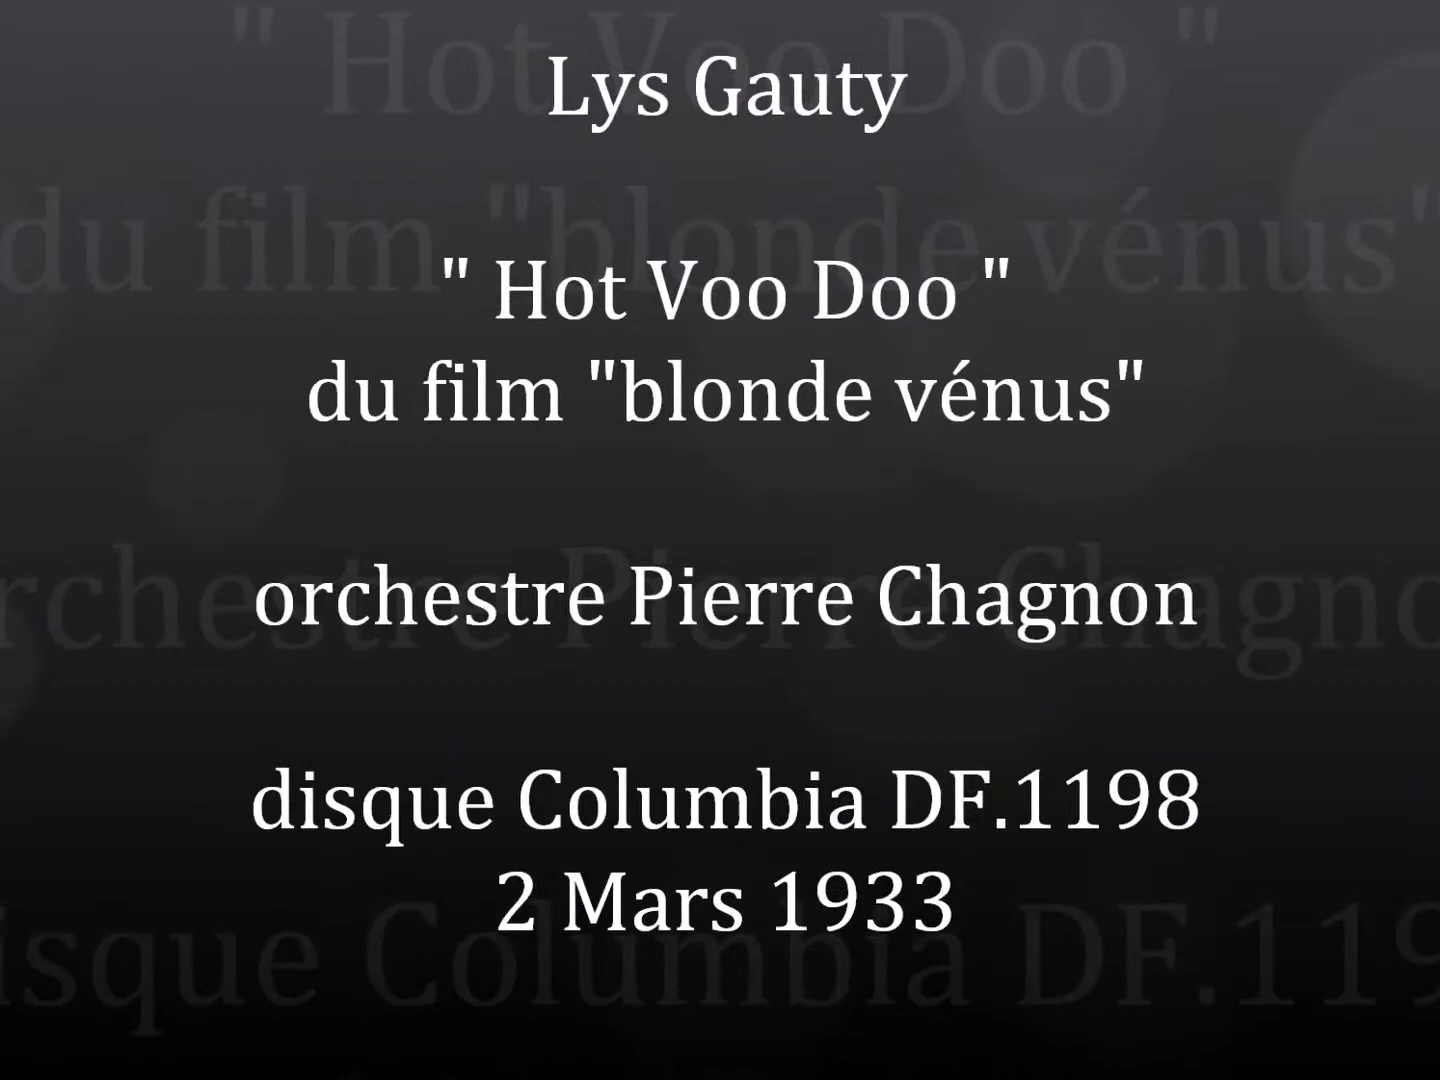 Lys Gauty
" Hot Voo Doo "
du film "blonde vénus"
orchestre Pierre Chagnon
disque Columbia DF.1198
2 Mars 1933